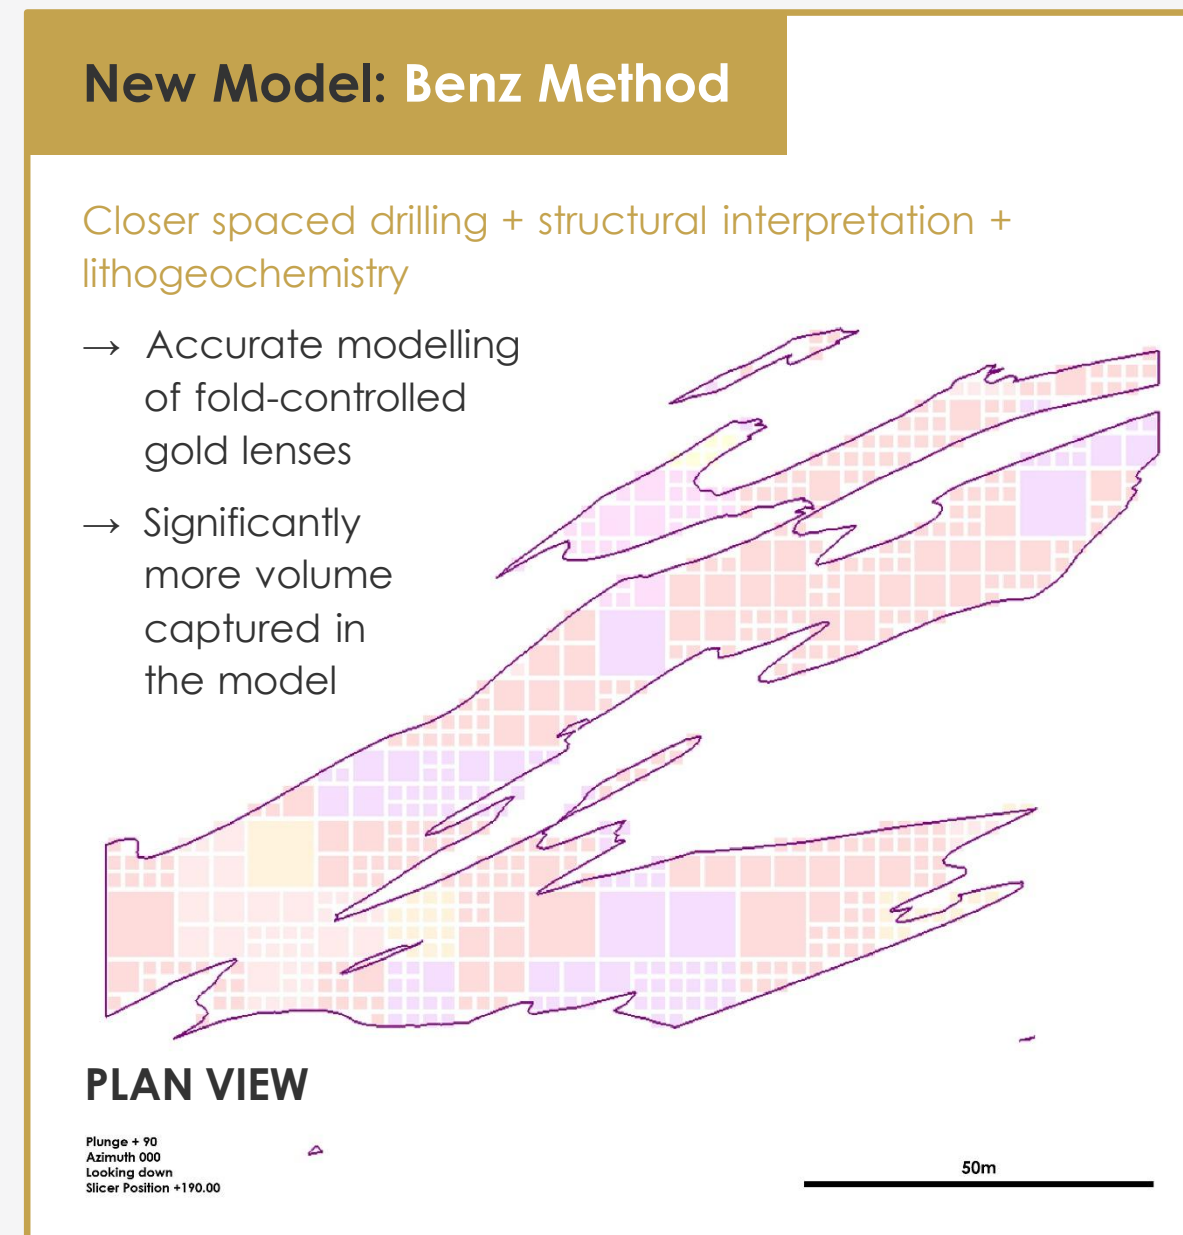 New Model: Benz Method
Closer spaced drilling + structural interpretation +
lithogeochemistry
→ Accurate modelling
of fold-controlled
gold lenses
→ Significantly
more volume
captured in
the model
PLAN VIEW
Plunge + 90
Azimuth 000
Looking down
Slicer Position +190.00
50m